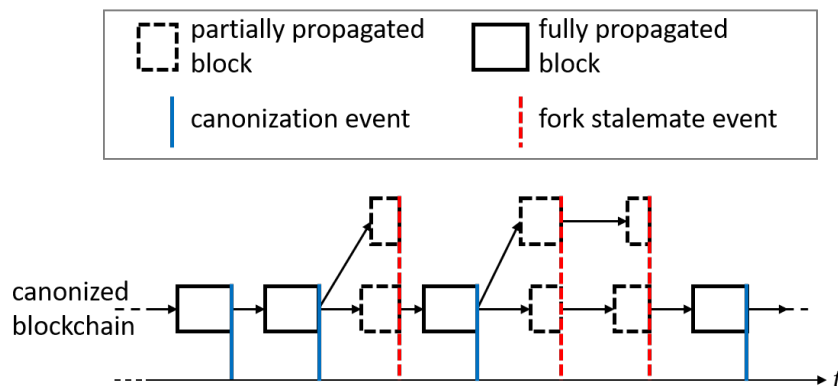 partially propagated
block
fully propagated
block
canonization event
fork stalemate event
canonized
blockchain
t